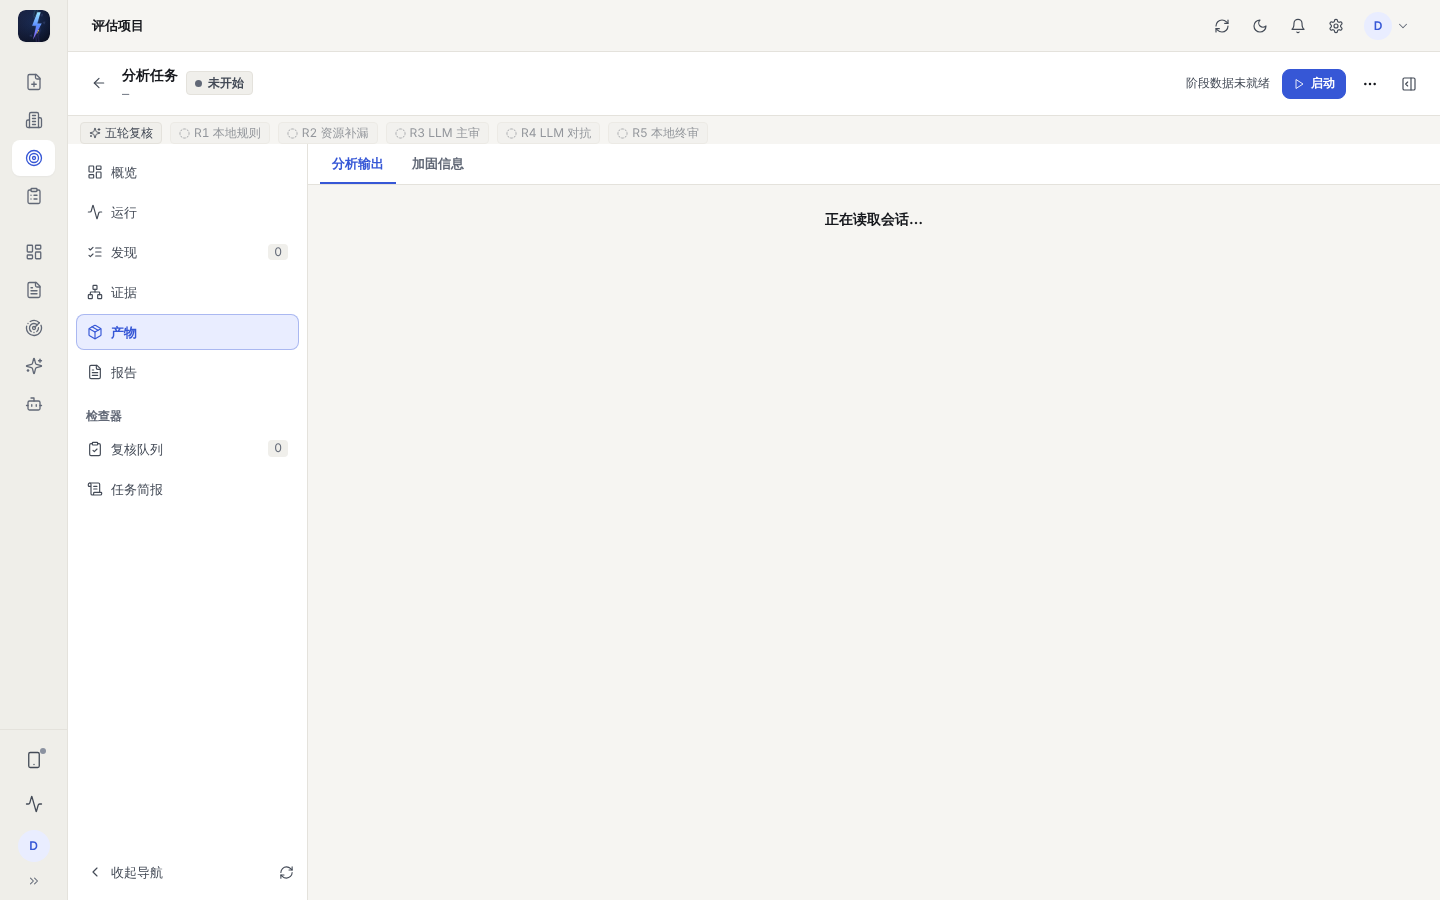 评估项目
D
分析任务
未开始
—
阶段数据未就绪
启动
五轮复核
R1 本地规则
R2 资源补漏
R3 LLM 主审
R4 LLM 对抗
R5 本地终审
概览
运行
发现 0
证据
产物
报告
检查器
复核队列 0
任务简报
收起导航
分析输出
加固信息
正在读取会话...
D